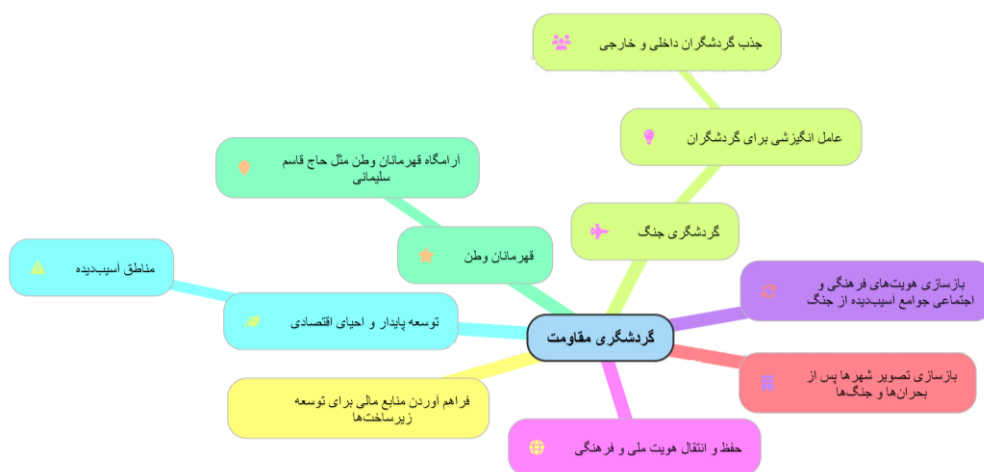 جذب گردشگران داخلی و خارجی
عامل انگیزشی برای گردشگران
آرامگاه قهرمانان وطن مثل حاج قاسم
سلیمانی
گردشگری جنگ
قهرمانان وطن
مناطق آسیب‌دیده
بازسازی هویت‌های فرهنگی و
اجتماعی جوامع آسیب‌دیده از جنگ
توسعه پایدار و احیای اقتصادی
گردشگری مقاومت
بازسازی تصویر شهرها پس از
بحران‌ها و جنگ‌ها
فراهم آوردن منابع مالی برای توسعه
زیرساخت‌ها
حفظ و انتقال هویت ملی و فرهنگی